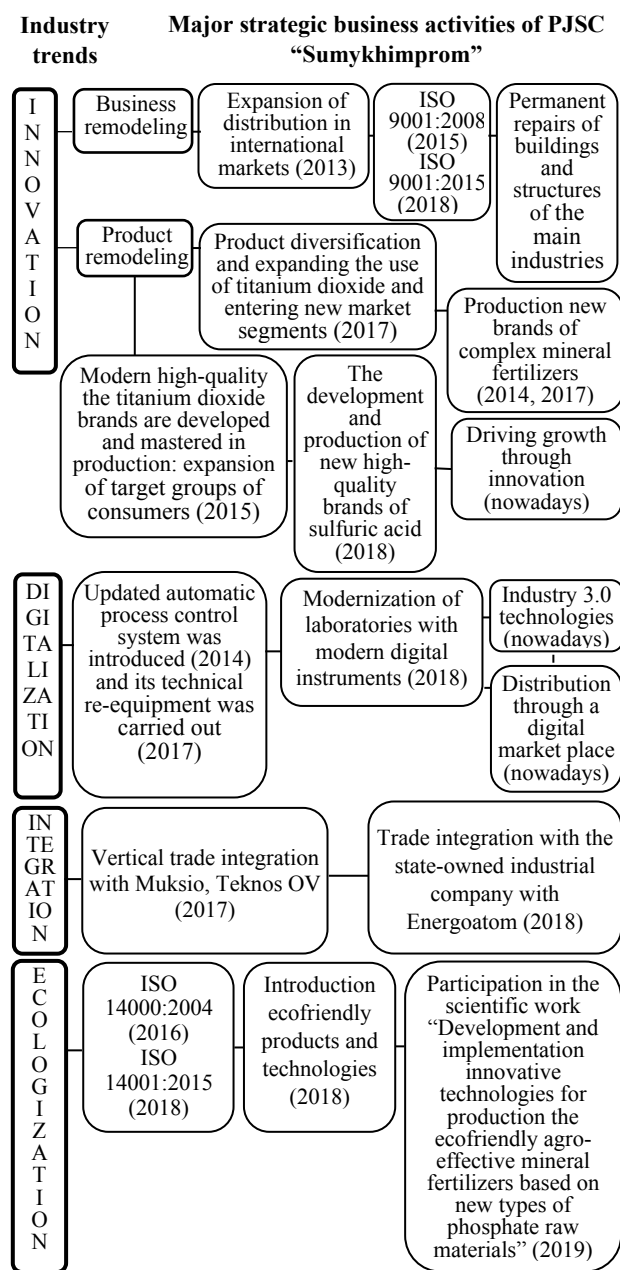 Industry
trends
Major strategic business activities of PJSC
“Sumykhimprom”
I
N
N
O
V
A
T
I
O
N
Business
remodeling
Expansion of
distribution in
international
markets (2013)
ISO
9001:2008
(2015)
ISO
9001:2015
(2018)
Permanent
repairs of
buildings
and
structures
of the
main
industries
Product
remodeling
Product diversification
and expanding the use
of titanium dioxide and
entering new market
segments (2017)
Production new
brands of
complex mineral
fertilizers
(2014, 2017)
Modern high-quality
the titanium dioxide
brands are developed
and mastered in
production: expansion
of target groups of
consumers (2015)
The
development
and
production of
new high-
quality
brands of
sulfuric acid
(2018)
Driving growth
through
innovation
(nowadays)
DI
GI
TA
LI
ZA
TI
ON
Updated automatic
process control
system was
introduced (2014)
and its technical
re-equipment was
carried out
(2017)
Modernization of
laboratories with
modern digital
instruments (2018)
Industry 3.0
technologies
(nowadays)
Distribution
through a
digital
market place
(nowadays)
IN
TE
GR
AT
IO
N
Vertical trade integration
with Muksio, Teknos OV
(2017)
Trade integration with the
state-owned industrial
company with
Energoatom (2018)
E
C
O
L
O
G
I
Z
A
T
I
O
N
ISO
14000:2004
(2016)
ISO
14001:2015
(2018)
Introduction
ecofriendly
products and
technologies
(2018)
Participation in the
scientific work
“Development and
implementation
innovative
technologies for
production the
ecofriendly agro-
effective mineral
fertilizers based on
new types of
phosphate raw
materials” (2019)